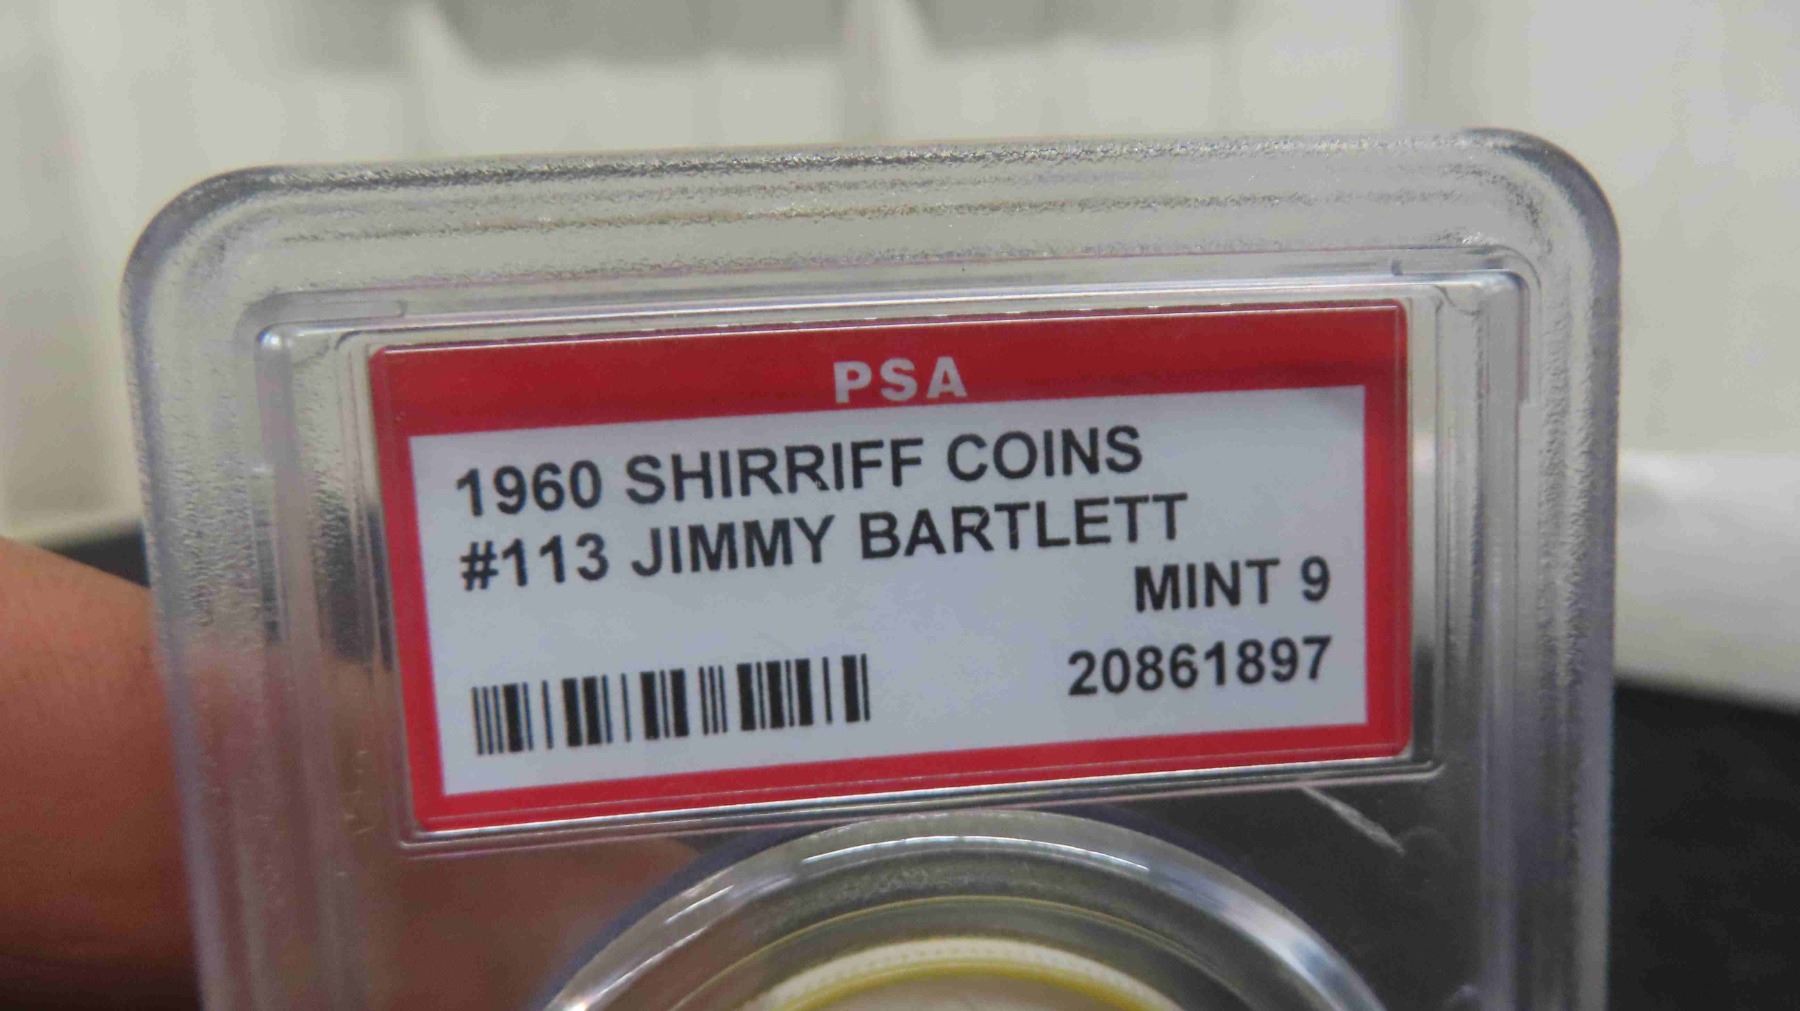 PSA
1960 SHIRRIFF COINS
#113 JIMMY BARTLETT
MINT 9
20861897